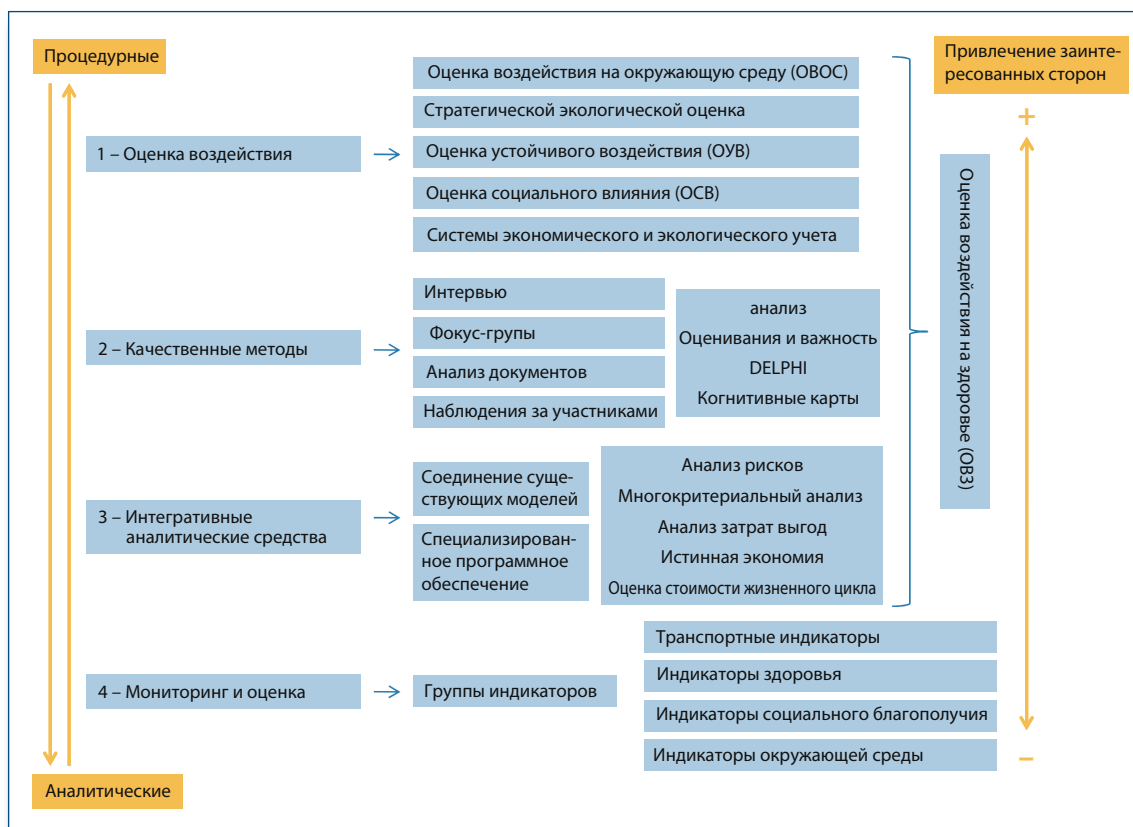 Процедурные
Привлечение заинте-
ресованных сторон
+
1 – Оценка воздействия
Оценка воздействия на окружающую среду (ОВОС)
Стратегической экологической оценка
Оценка устойчивого воздействия (ОУВ)
Оценка социального влияния (ОСВ)
Системы экономического и экологического учета
2 – Качественные методы
Интервью
Фокус-группы
Анализ документов
Наблюдения за участниками
анализ
Оценивания и важность
DELPHI
Когнитивные карты
3 – Интегративные
аналитические средства
Соединение суще-
ствующих моделей
Специализирован-
ное программное
обеспечение
Анализ рисков
Многокритериальный анализ
Анализ затрат выгод
Истинная экономия
Оценка стоимости жизненного цикла
Оценка воздействия на здоровье (ОВЗ)
4 – Мониторинг и оценка
Группы индикаторов
Транспортные индикаторы
Индикаторы здоровья
Индикаторы социального благополучия
Индикаторы окружающей среды
–
Аналитические